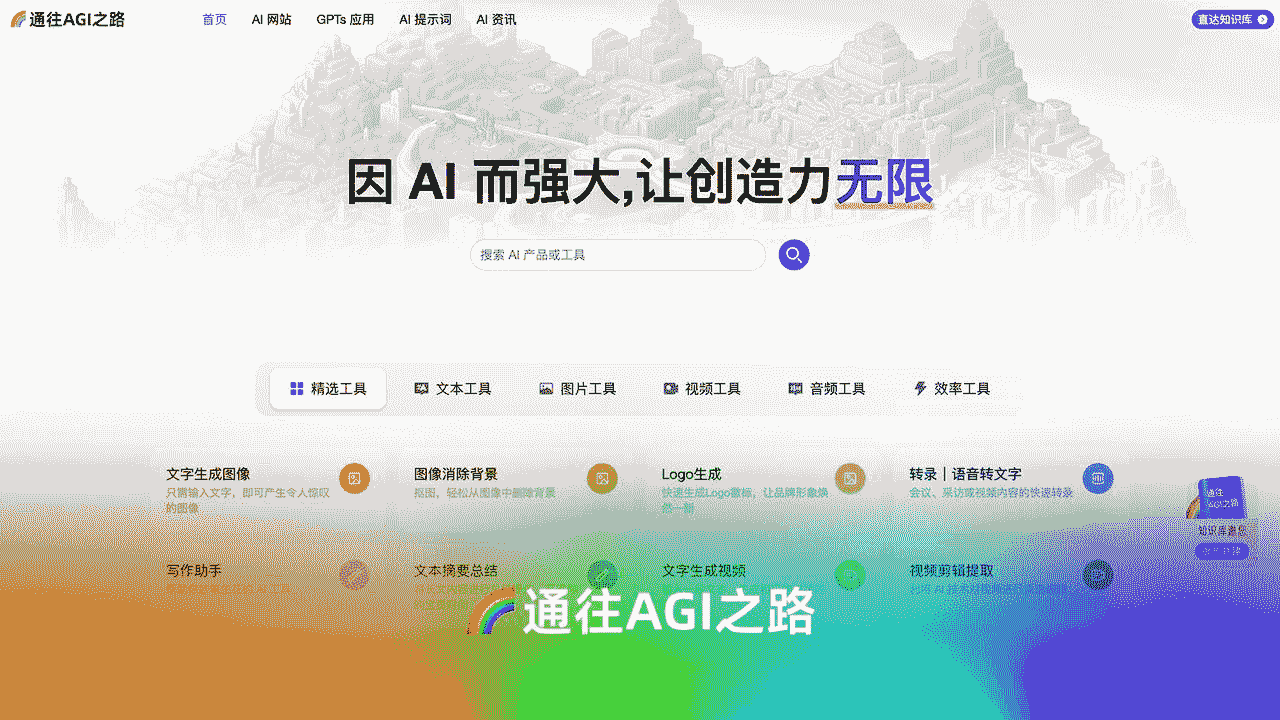 通往AGI之路
首页
AI 网站
GPTs 应用
AI 提示词
AI 资讯
直达知识库
因 AI 而强大,让创造力无限
搜索 AI 产品或工具
精选工具
文本工具
图片工具
视频工具
音频工具
效率工具
文字生成图像
只需输入文字，即可产生令人惊叹
的图像
图像消除背景
抠图，轻松从图像中删除背景
Logo生成
快速生成Logo徽标，让品牌形象焕
然一新
转录｜语音转文字
会议、采访或视频内容的快速转录
通往
AGI之路
写作助手
文本摘要总结
文字生成视频
视频剪辑提取
通往AGI之路